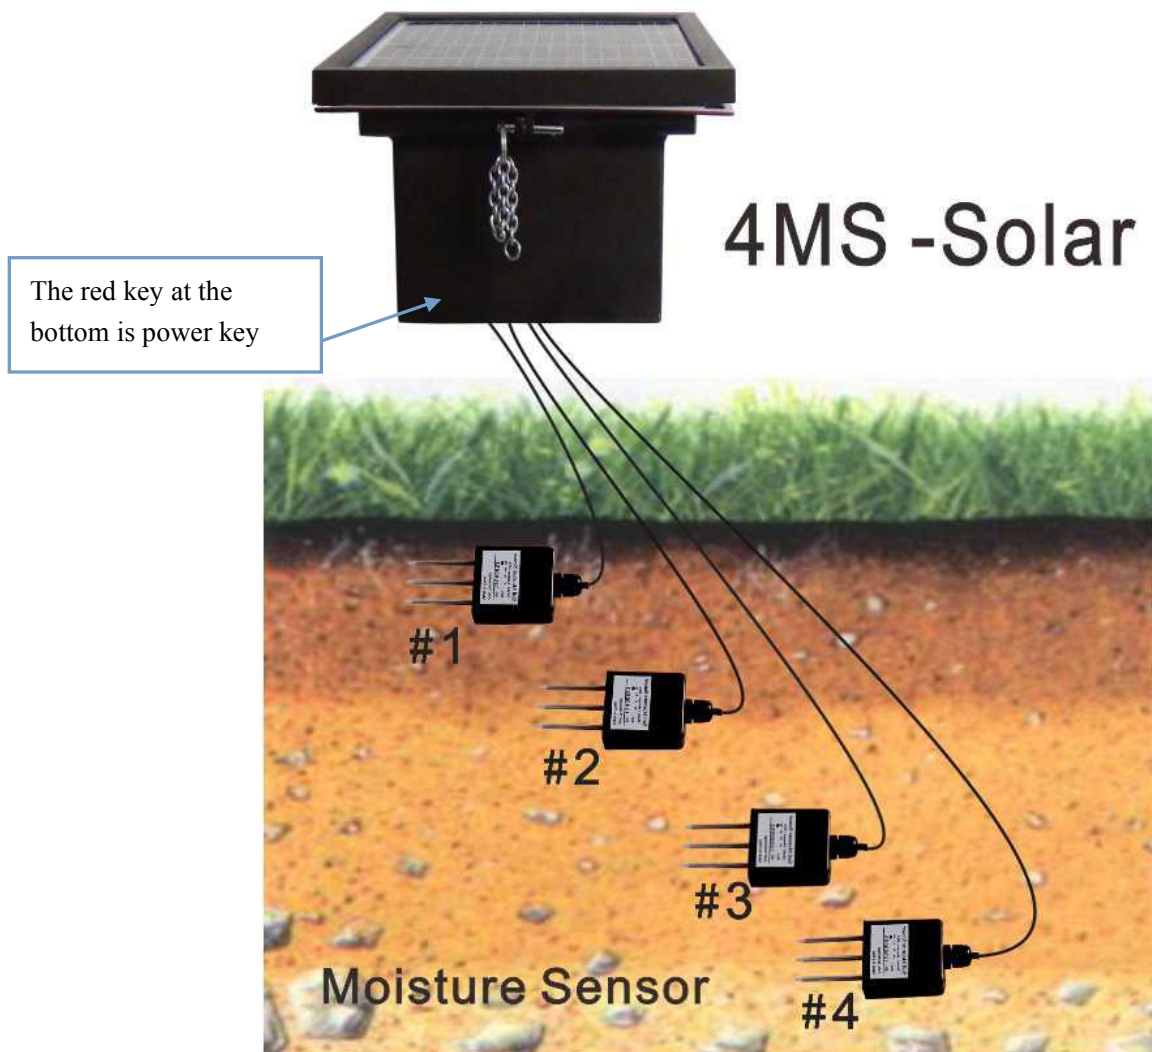 4MS -Solar
The red key at the
bottom is power key
#1
#2
#3
#4
Moisture Sensor